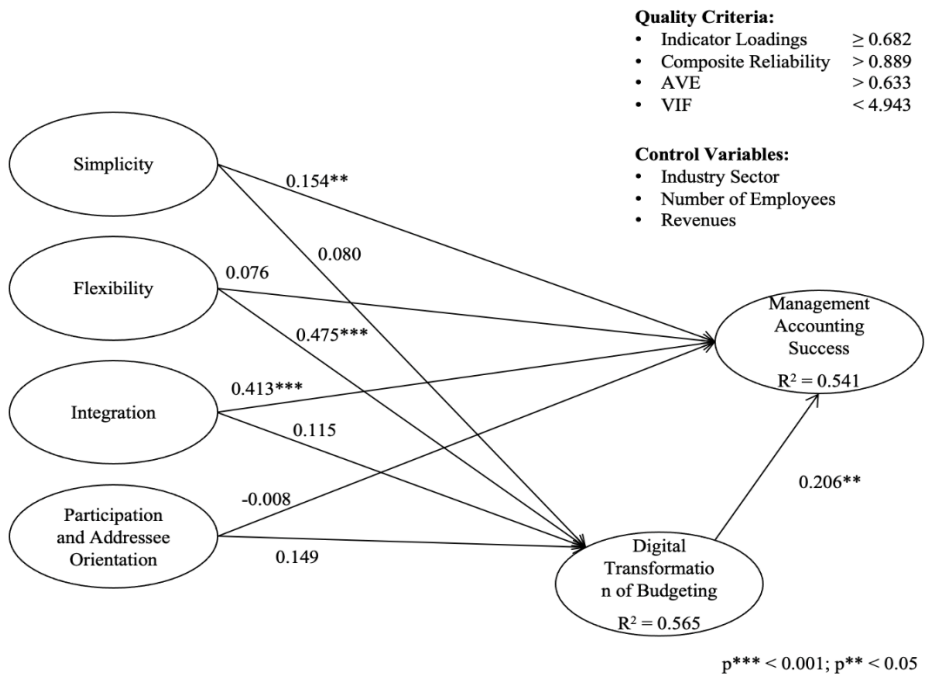 Quality Criteria:
• Indicator Loadings ≥ 0.682
• Composite Reliability > 0.889
• AVE > 0.633
• VIF < 4.943
Control Variables:
• Industry Sector
• Number of Employees
• Revenues
Simplicity
0.154**
0.080
Flexibility
0.076
0.475***
Management
Accounting
Success
R² = 0.541
Integration
0.413***
0.115
Participation
and Addressee
Orientation
-0.008
0.149
0.206**
Digital
Transformatio
n of Budgeting
R² = 0.565
p*** < 0.001; p** < 0.05